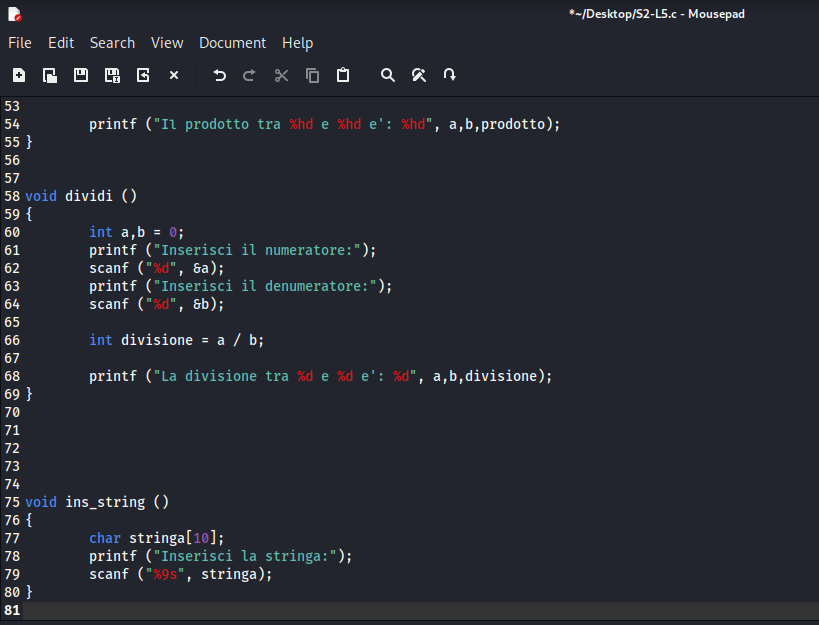 *~/Desktop/S2-L5.c - Mousepad
File Edit Search View Document Help
53
54 printf ("Il prodotto tra %hd e %hd e': %hd", a,b,prodotto);
55 }
56
57
58 void dividi ()
59 {
60 int a,b = 0;
61 printf ("Inserisci il numeratore:");
62 scanf ("%d", &a);
63 printf ("Inserisci il denumeratore:");
64 scanf ("%d", &b);
65
66 int divisione = a / b;
67
68 printf ("La divisione tra %d e %d e': %d", a,b,divisione);
69 }
70
71
72
73
74
75 void ins_string ()
76 {
77 char stringa[10];
78 printf ("Inserisci la stringa:");
79 scanf ("%9s", stringa);
80 }
81